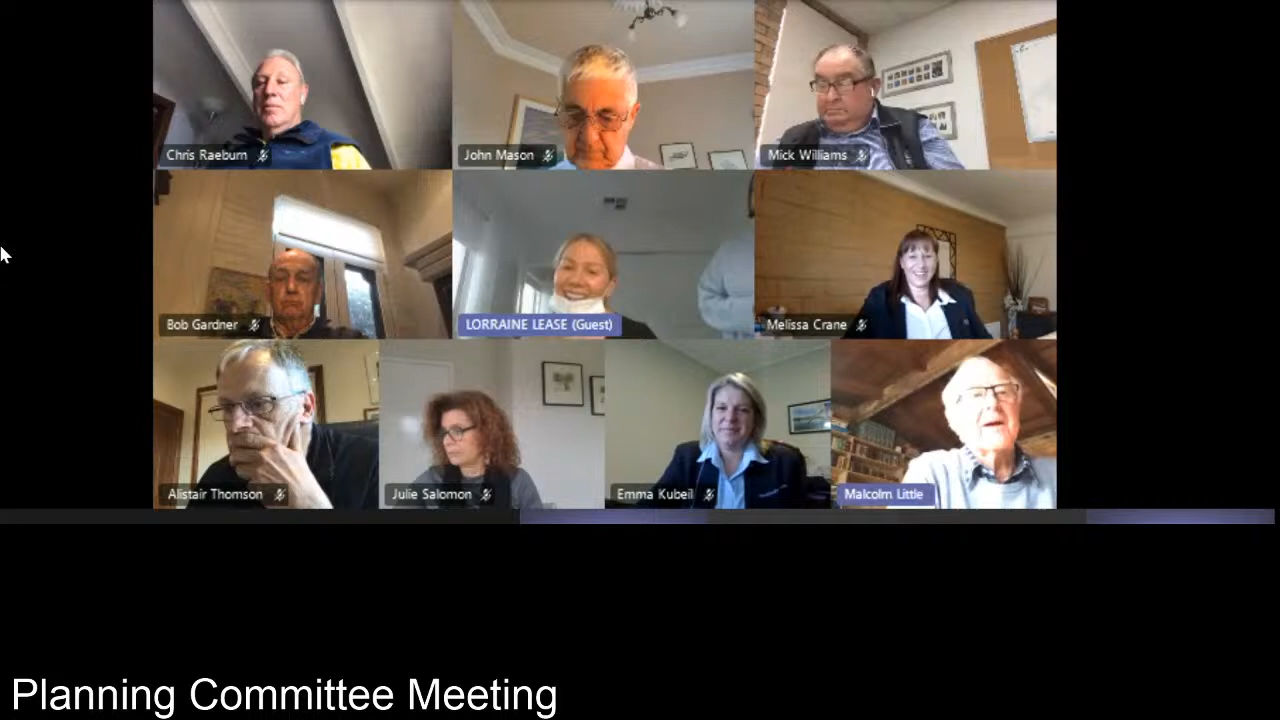 Chris Raeburn
John Mason
Mick Williams
Bob Gardner
LORRAINE LEASE (Guest)
Melissa Crane
Alistair Thomson
Julie Salomon
Emma Kubeil
Malcolm Little
Planning Committee Meeting